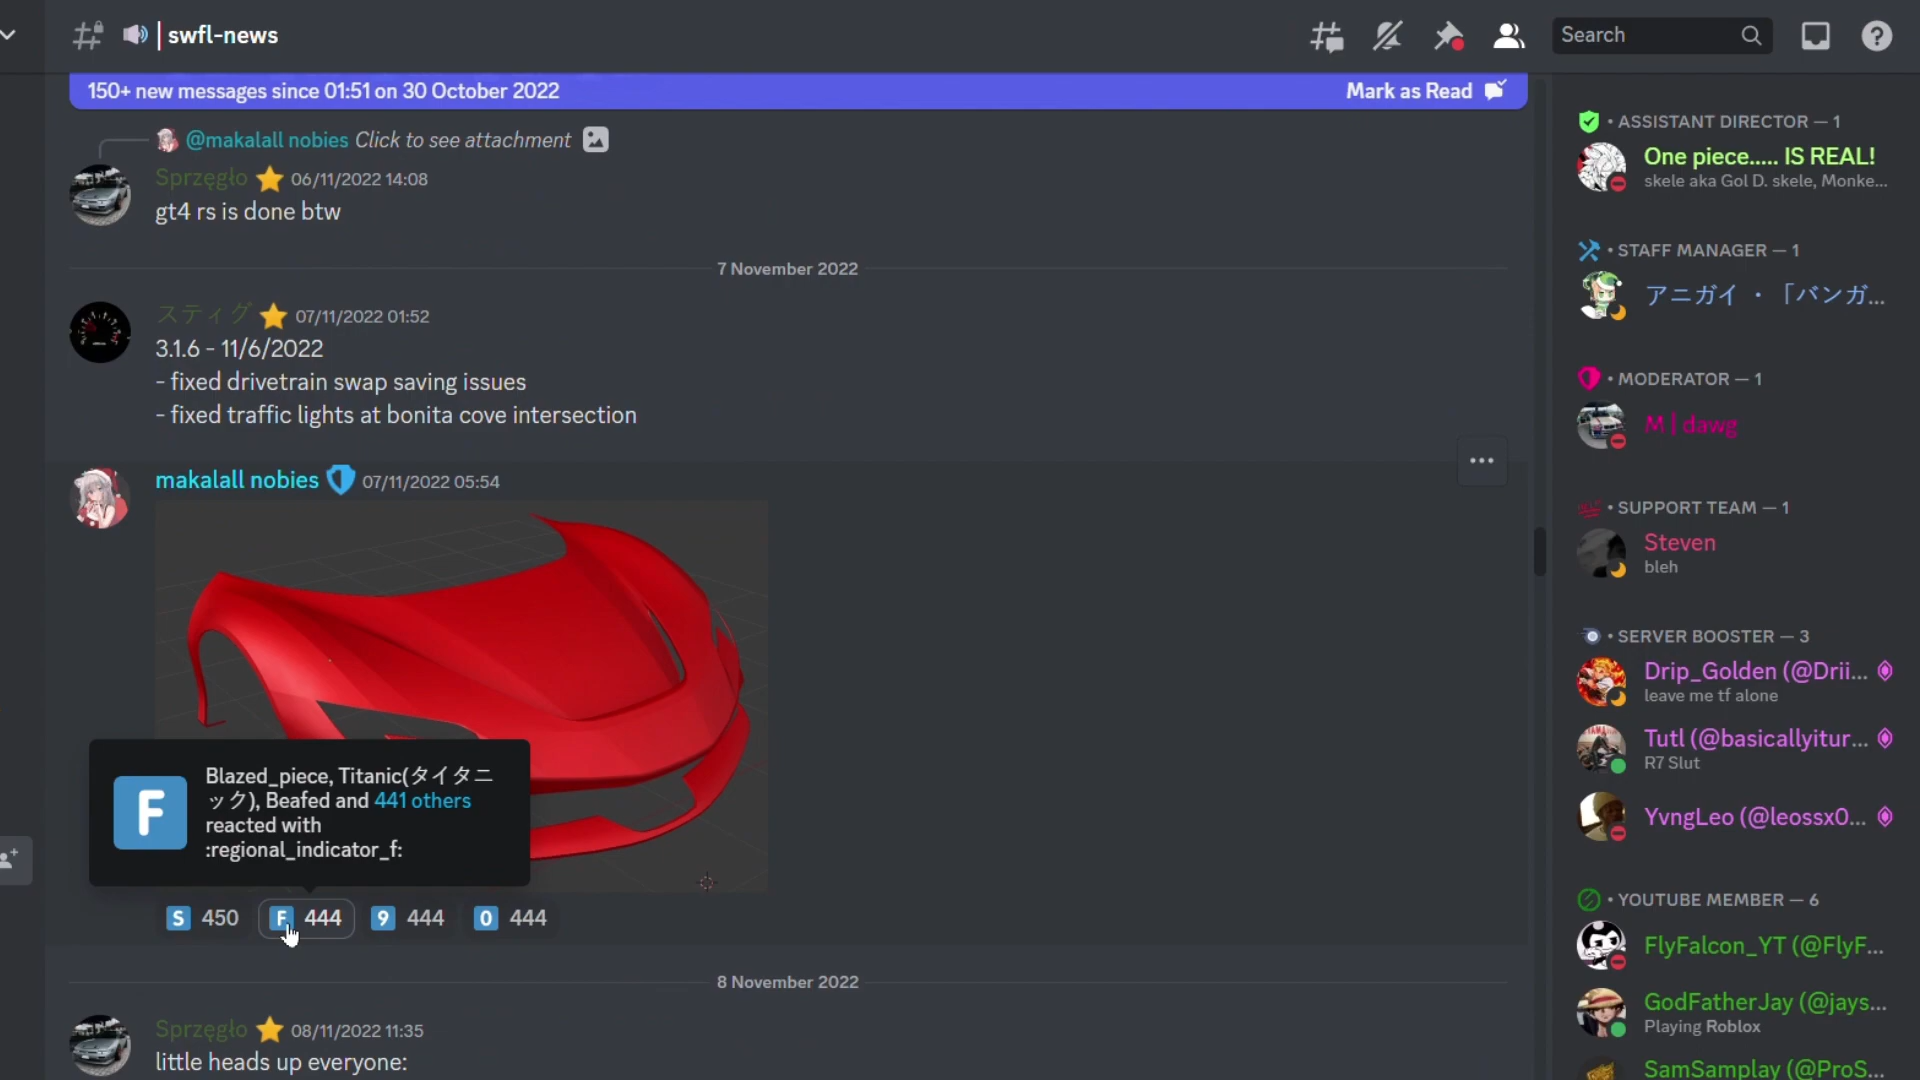 swfl-news
Search
150+ new messages since 01:51 on 30 October 2022
Mark as Read
@makalall nobies Click to see attachment
Sprzęgło 06/11/2022 14:08
gt4 rs is done btw
7 November 2022
スティグ 07/11/2022 01:52
3.1.6 - 11/6/2022
- fixed drivetrain swap saving issues
- fixed traffic lights at bonita cove intersection
makalall nobies 07/11/2022 05:54
Blazed_piece, Titanic(タイタニ
ック), Beafed and 441 others
reacted with
:regional_indicator_f:
F
S 450 F 444 9 444 0 444
8 November 2022
Sprzęgło 08/11/2022 11:35
little heads up everyone:
• ASSISTANT DIRECTOR — 1
One piece..... IS REAL!
skele aka Gol D. skele, Monke...
• STAFF MANAGER — 1
アニガイ ・ 「バンガ...
• MODERATOR — 1
M | dawg
• SUPPORT TEAM — 1
Steven
bleh
• SERVER BOOSTER — 3
Drip_Golden (@Drii...
leave me tf alone
Tutl (@basicallyitur...
R7 Slut
YvngLeo (@leossx0...
• YOUTUBE MEMBER — 6
FlyFalcon_YT (@FlyF...
GodFatherJay (@jays...
Playing Roblox
SamSamplay (@ProS...